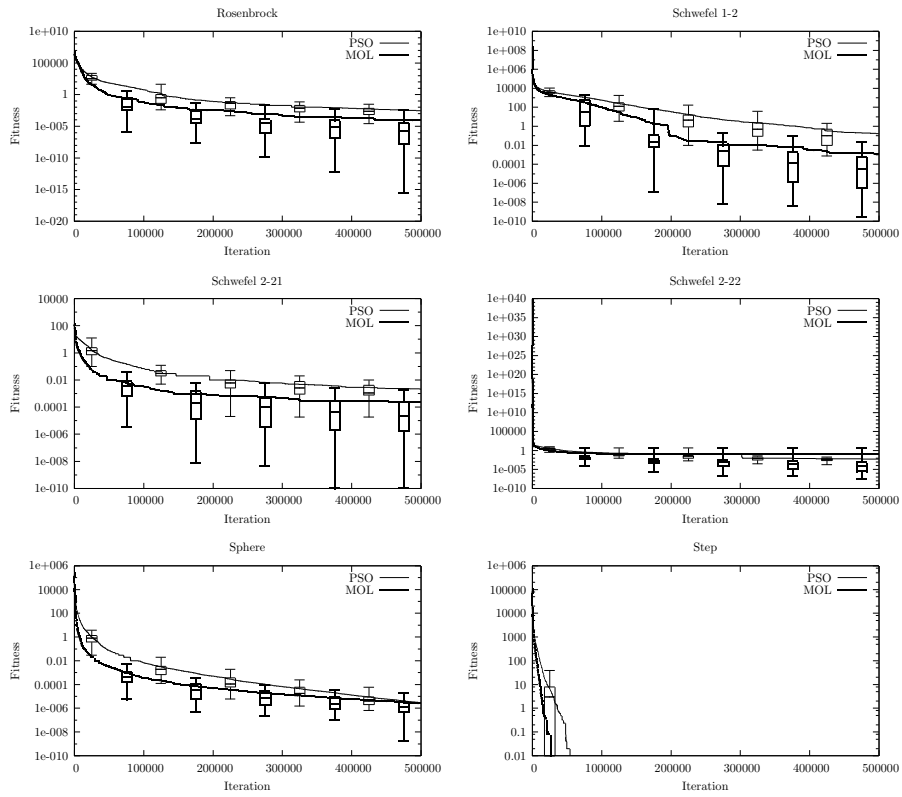 Rosenbrock
PSO
MOL
Fitness
1e+010
100000
1
1e-005
1e-010
1e-015
1e-020
0
100000
200000
300000
400000
500000
Iteration
Schwefel 1-2
PSO
MOL
Fitness
1e+010
1e+008
1e+006
10000
100
1
0.01
0.0001
1e-006
1e-008
1e-010
0
100000
200000
300000
400000
500000
Iteration
Schwefel 2-21
PSO
MOL
Fitness
10000
100
1
0.01
0.0001
1e-006
1e-008
1e-010
0
100000
200000
300000
400000
500000
Iteration
Schwefel 2-22
PSO
MOL
Fitness
1e+040
1e+035
1e+030
1e+025
1e+020
1e+015
1e+010
100000
1
1e-005
1e-010
0
100000
200000
300000
400000
500000
Iteration
Sphere
PSO
MOL
Fitness
1e+006
10000
100
1
0.01
0.0001
1e-006
1e-008
1e-010
0
100000
200000
300000
400000
500000
Iteration
Step
PSO
MOL
Fitness
1e+006
100000
10000
1000
100
10
1
0.1
0.01
0
100000
200000
300000
400000
500000
Iteration